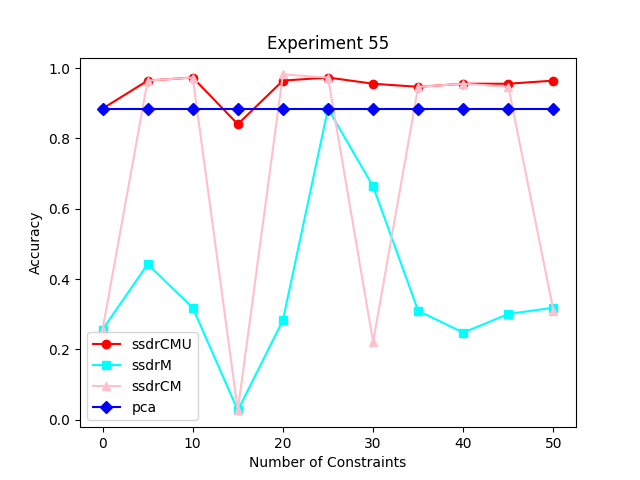 Experiment 55
1.0
0.8
0.6
0.4
0.2
0.0
Accuracy
ssdrCMU
ssdrM
ssdrCM
pca
0 10 20 30 40 50
Number of Constraints